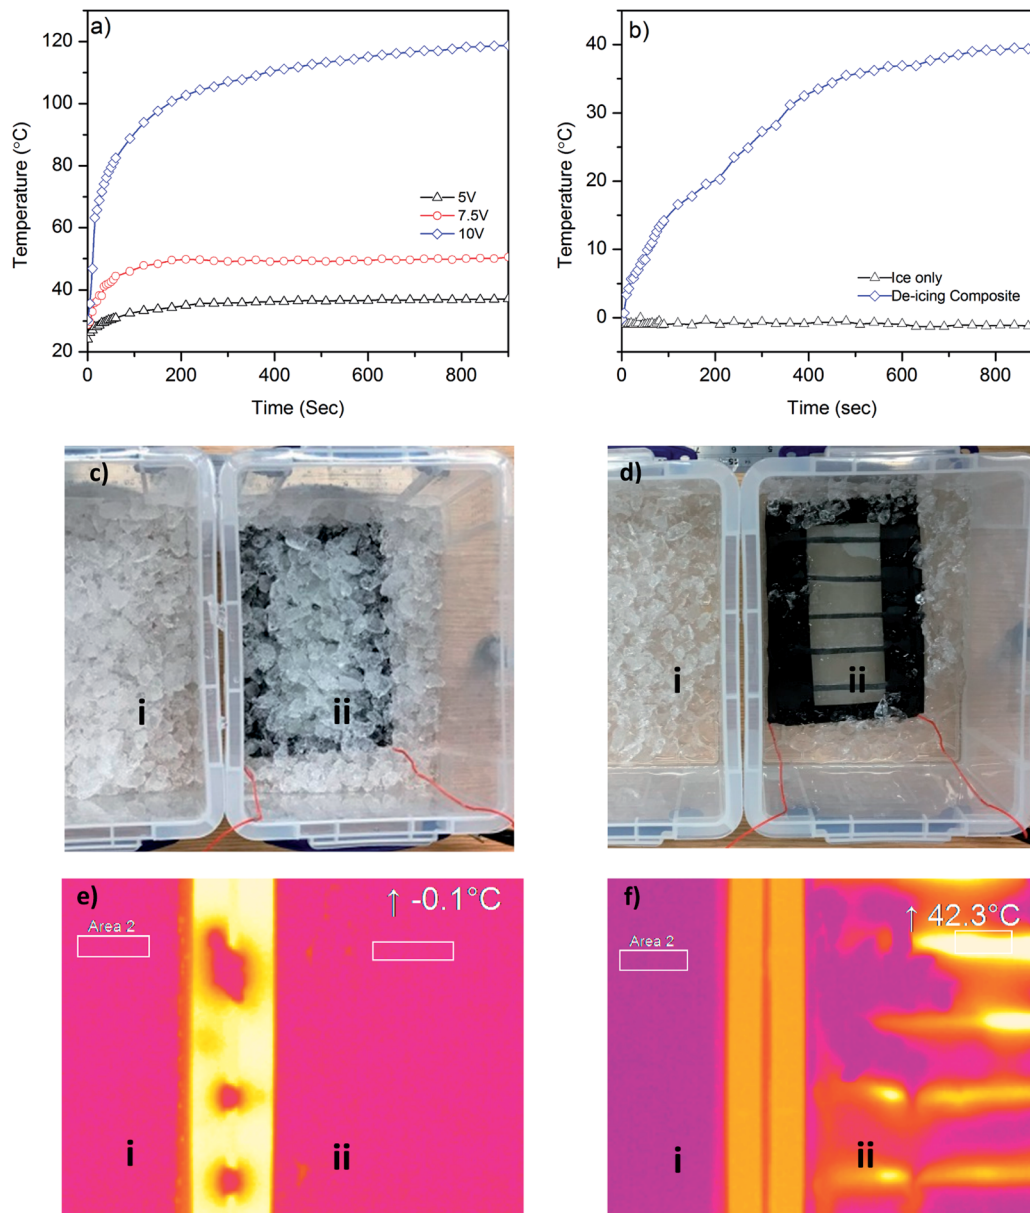 a)
Temperature (°C)
120
100
80
60
40
20
5V
7.5V
10V
0
200
400
600
800
Time (Sec)
b)
Temperature (°C)
40
30
20
10
0
Ice only
De-icing Composite
0
200
400
600
800
Time (sec)
c)
i
ii
d)
i
ii
e)
↑ -0.1°C
Area 2
i
ii
f)
↑ 42.3°C
Area 2
i
ii